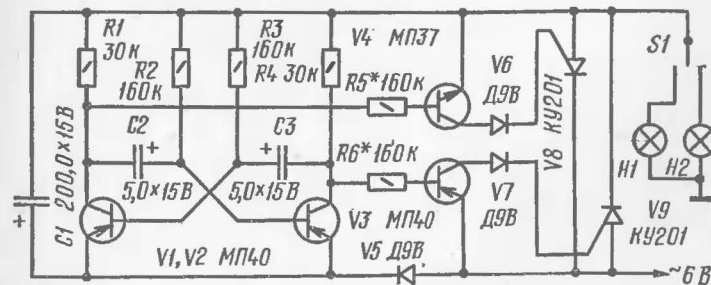 R1
30к
R2
160к
R3
160к
R4 30к
V4 МП37
R5* 160к
V6
Д9В
V8 КУ201
S1
C2
5,0×15В
C3
5,0×15В
R6* 160к
H1
H2
C1 200,0×15В
V1, V2 МП40
V3 МП40
V5 Д9В
V7
Д9В
V9
КУ201
~6В
+
+
+